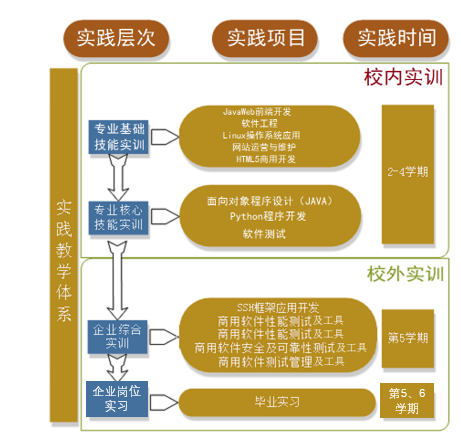 实践层次 实践项目 实践时间
校内实训
实践教学体系
专业基础
技能实训
JavaWeb前端开发
软件工程
Linux操作系统应用
网站运营与维护
HTML5商用开发
2-4学期
专业核心
技能实训
面向对象程序设计（JAVA）
Python程序开发
软件测试
校外实训
企业综合
实训
SSH框架应用开发
商用软件性能测试及工具
商用软件性能测试及工具
商用软件安全及可靠性测试及工具
商用软件测试管理及工具
第5学期
企业岗位
实习
毕业实习
第5、6
学期